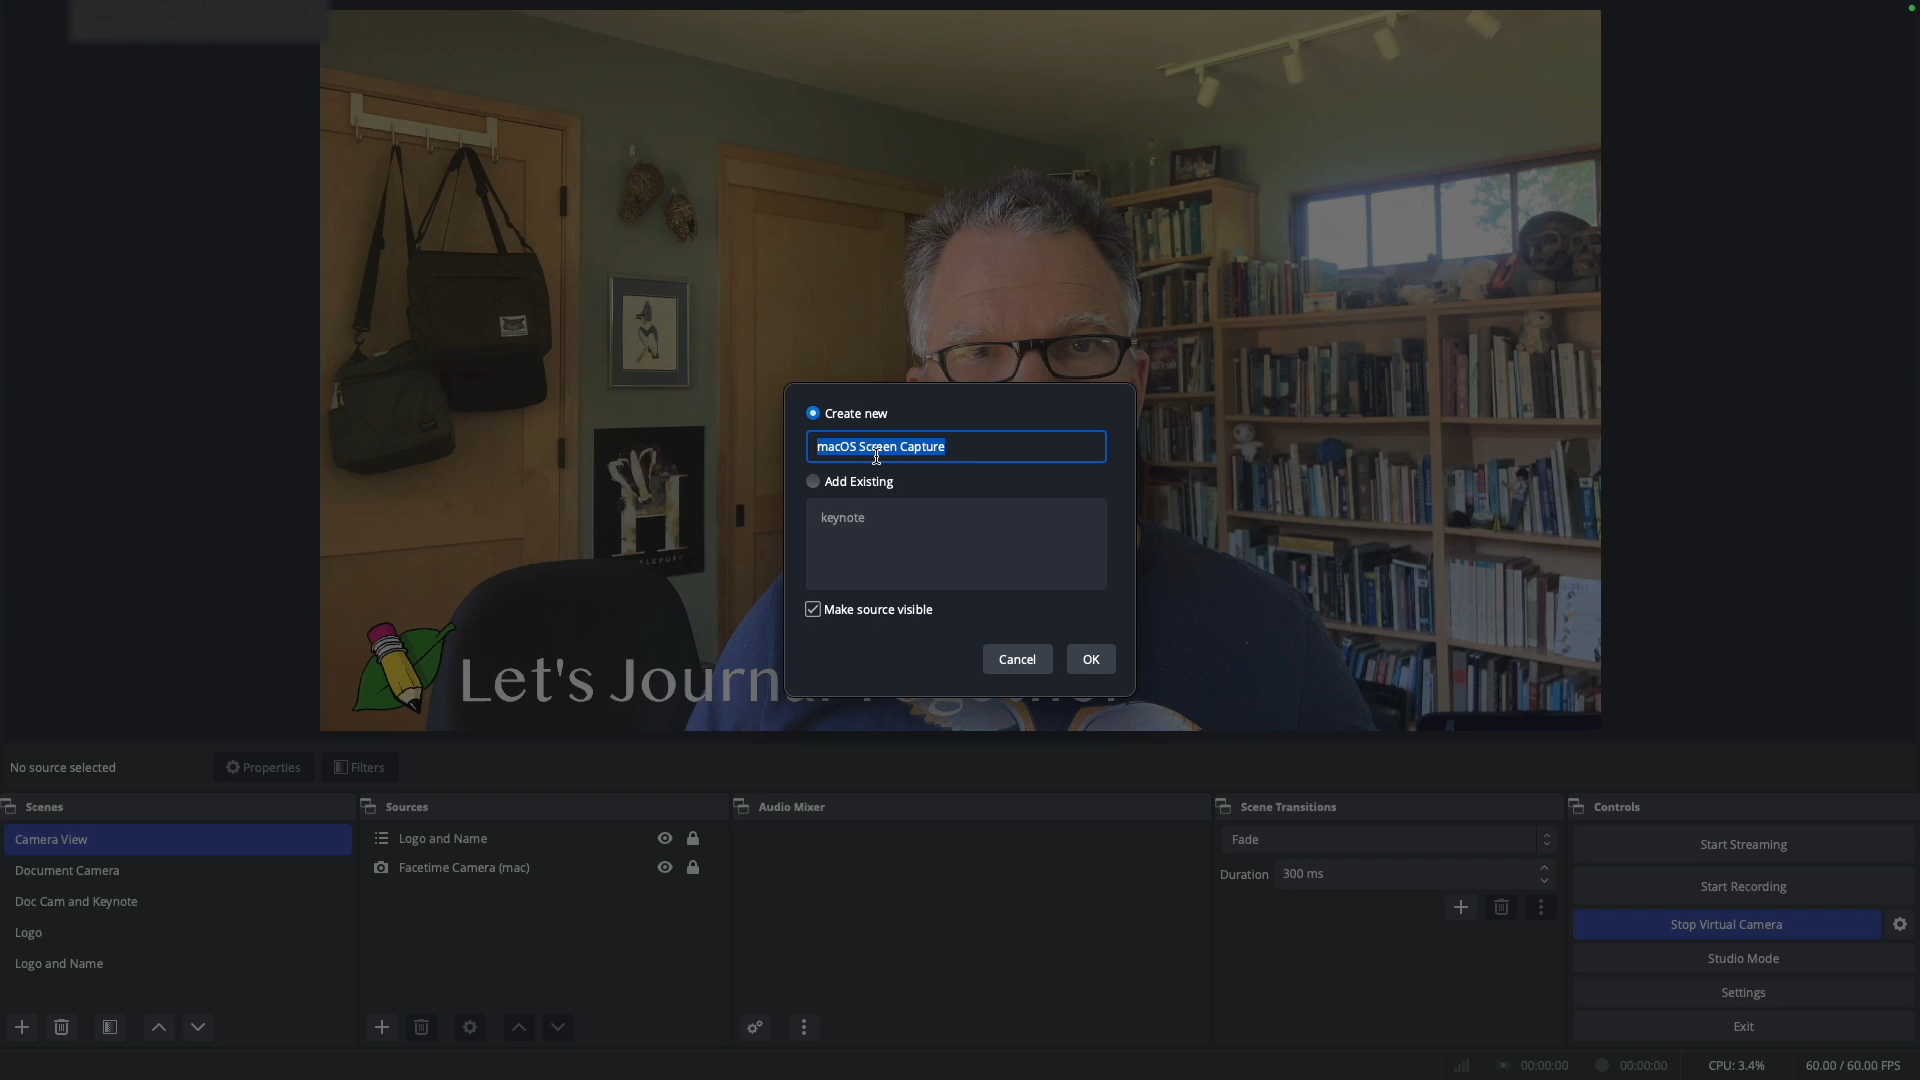 Create new
macOS Screen Capture
Add Existing
keynote
Make source visible
Cancel
OK
Let's Journ
No source selected
Properties
Filters
Scenes
Camera View
Document Camera
Doc Cam and Keynote
Logo
Logo and Name
Sources
Logo and Name
Facetime Camera (mac)
Audio Mixer
Scene Transitions
Fade
Duration
300 ms
Controls
Start Streaming
Start Recording
Stop Virtual Camera
Studio Mode
Settings
Exit
00:00:00
00:00:00
CPU: 3.4%
60.00 / 60.00 FPS